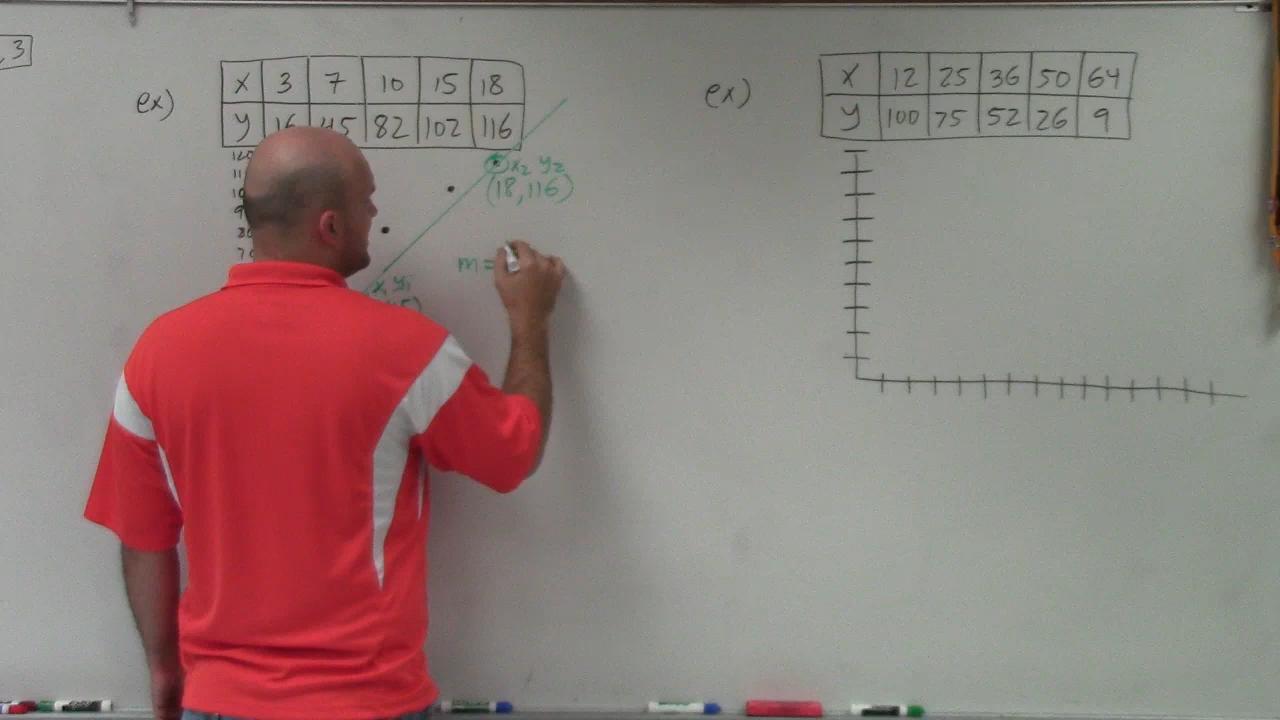 , 3
ex)
X 3 7 10 15 18
y 16 45 82 102 116
x₂ y₂
(18, 116)
m =
x₁ y₁
ex)
X 12 25 36 50 64
y 100 75 52 26 9